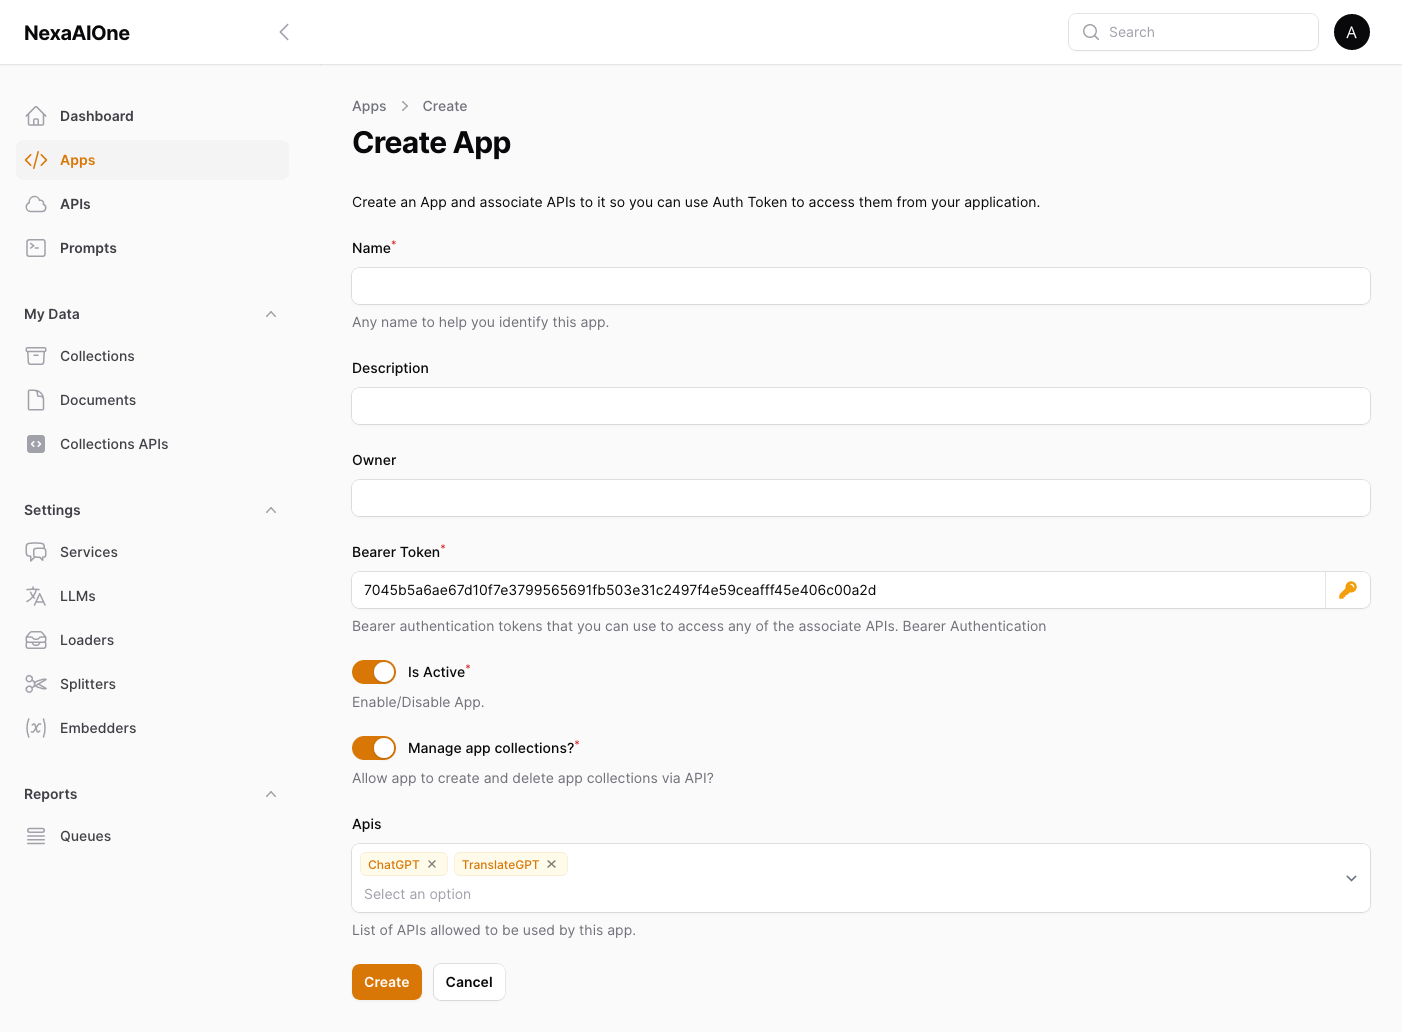 NexaAIOne
Search
A
Dashboard
Apps
APIs
Prompts
My Data
Collections
Documents
Collections APIs
Settings
Services
LLMs
Loaders
Splitters
Embedders
Reports
Queues
Apps > Create
Create App
Create an App and associate APIs to it so you can use Auth Token to access them from your application.
Name*
Any name to help you identify this app.
Description
Owner
Bearer Token*
7045b5a6ae67d10f7e3799565691fb503e31c2497f4e59ceafff45e406c00a2d
Bearer authentication tokens that you can use to access any of the associate APIs. Bearer Authentication
Is Active*
Enable/Disable App.
Manage app collections?*
Allow app to create and delete app collections via API?
Apis
ChatGPT ✕ TranslateGPT ✕
Select an option
List of APIs allowed to be used by this app.
Create Cancel